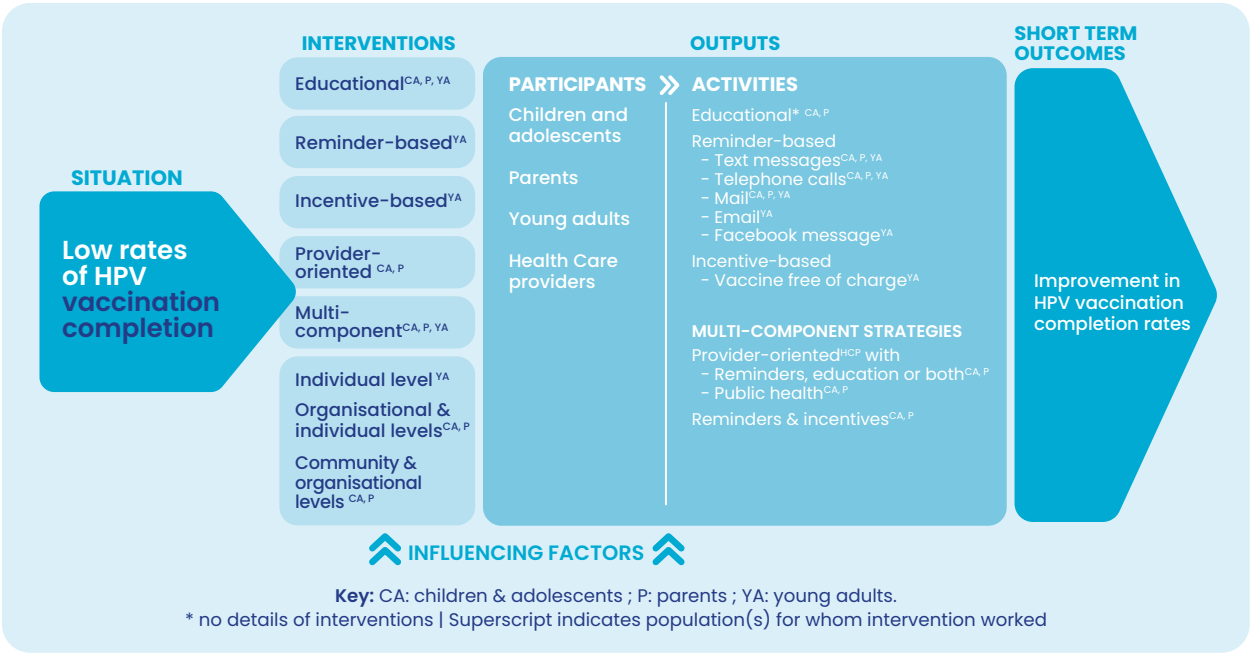 SITUATION
Low rates
of HPV
vaccination
completion
INTERVENTIONS
Educational CA, P, YA
Reminder-based YA
Incentive-based YA
Provider-
oriented CA, P
Multi-
component CA, P, YA
Individual level YA
Organisational &
individual levels CA, P
Community &
organisational
levels CA, P
OUTPUTS
PARTICIPANTS
Children and
adolescents
Parents
Young adults
Health Care
providers
ACTIVITIES
Educational* CA, P
Reminder-based
- Text messages CA, P, YA
- Telephone calls CA, P, YA
- Mail CA, P, YA
- Email YA
- Facebook message YA
Incentive-based
- Vaccine free of charge YA
MULTI-COMPONENT STRATEGIES
Provider-oriented HCP with
- Reminders, education or both CA, P
- Public health CA, P
Reminders & incentives CA, P
SHORT TERM
OUTCOMES
Improvement in
HPV vaccination
completion rates
INFLUENCING FACTORS
Key: CA: children & adolescents ; P: parents ; YA: young adults.
* no details of interventions | Superscript indicates population(s) for whom intervention worked